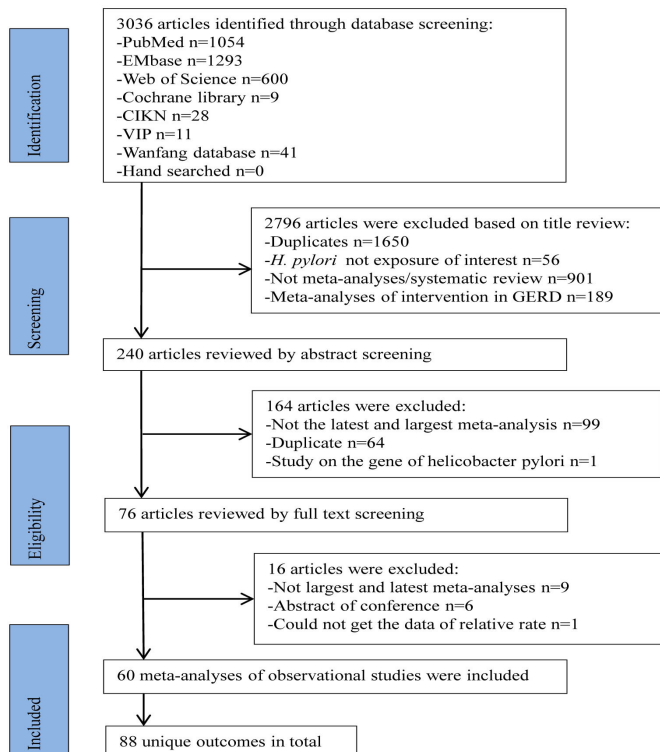 Identification
3036 articles identified through database screening:
-PubMed n=1054
-EMbase n=1293
-Web of Science n=600
-Cochrane library n=9
-CIKN n=28
-VIP n=11
-Wanfang database n=41
-Hand searched n=0
Screening
2796 articles were excluded based on title review:
-Duplicates n=1650
-H. pylori not exposure of interest n=56
-Not meta-analyses/systematic review n=901
-Meta-analyses of intervention in GERD n=189
240 articles reviewed by abstract screening
Eligibility
164 articles were excluded:
-Not the latest and largest meta-analysis n=99
-Duplicate n=64
-Study on the gene of helicobacter pylori n=1
76 articles reviewed by full text screening
16 articles were excluded:
-Not largest and latest meta-analyses n=9
-Abstract of conference n=6
-Could not get the data of relative rate n=1
Included
60 meta-analyses of observational studies were included
88 unique outcomes in total